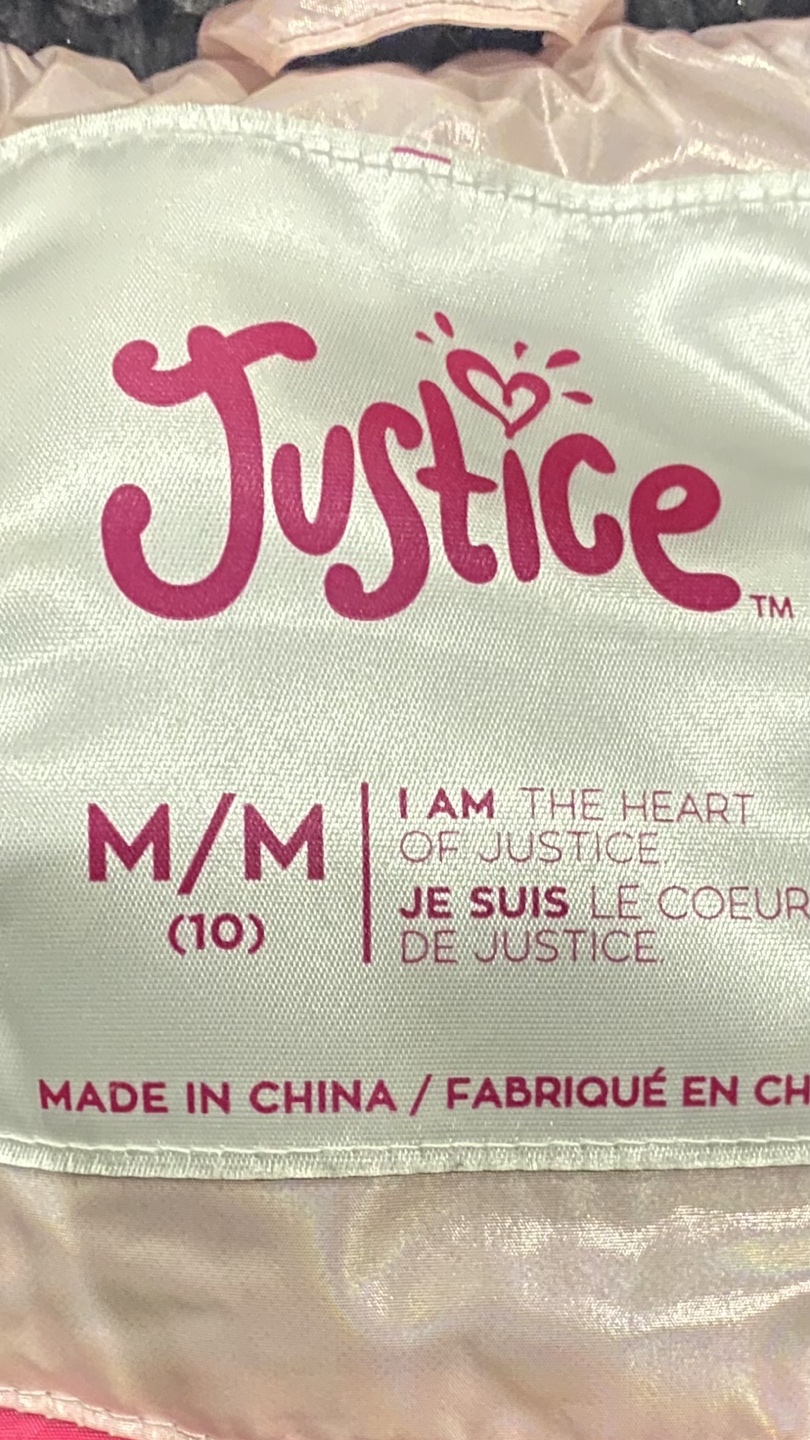 Justice
TM
M/M
(10)
I AM THE HEART
OF JUSTICE.
JE SUIS LE COEUR
DE JUSTICE.
MADE IN CHINA / FABRIQUÉ EN CH